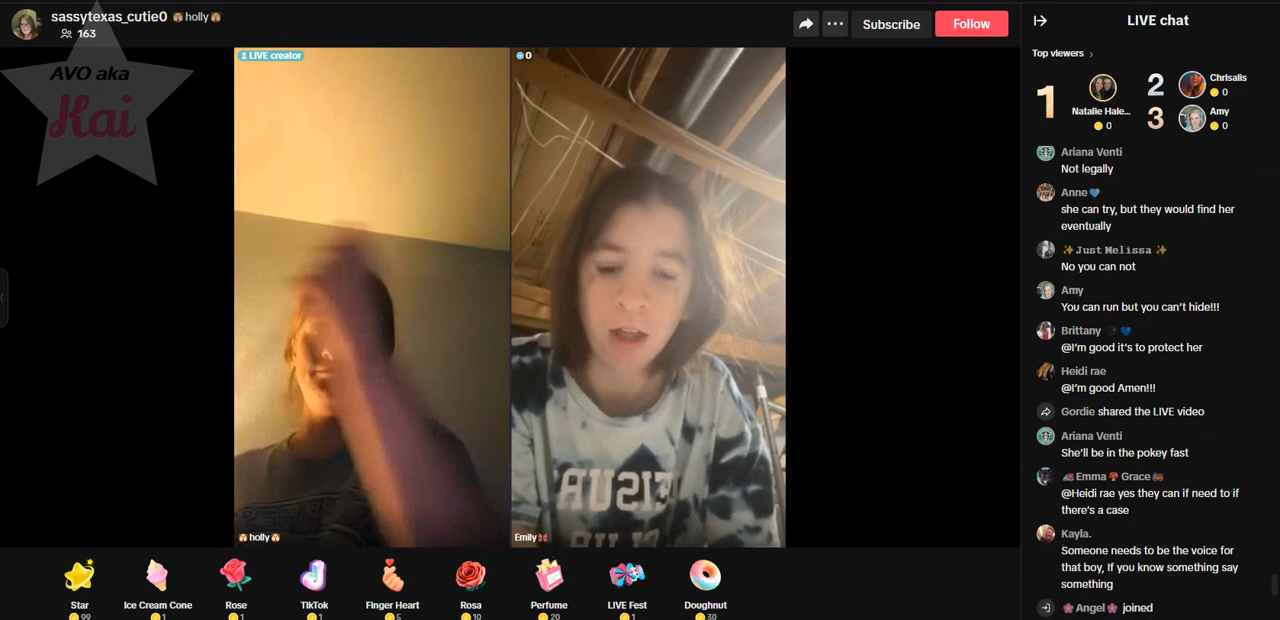 sassytexas_cutie0 🙈holly🙈
163
Subscribe
Follow
LIVE chat
AVO aka
Kai
LIVE creator
0
🙈holly🙈
Emily
Top viewers
1
Natalie Hale...
0
2
Chrisalis
0
3
Amy
0
Ariana Venti
Not legally
Anne💙
she can try, but they would find her
eventually
✨Just Melissa✨
No you can not
Amy
You can run but you can't hide!!!
Brittany 💙
@I'm good it's to protect her
Heidi rae
@I'm good Amen!!!
Gordie shared the LIVE video
Ariana Venti
She'll be in the pokey fast
Emma Grace
@Heidi rae yes they can if need to if
there's a case
Kayla.
Someone needs to be the voice for
that boy, If you know something say
something
🌸Angel🌸 joined
Star
Ice Cream Cone
Rose
TikTok
Finger Heart
Rosa
Perfume
LIVE Fest
Doughnut
99
1
1
1
5
10
20
1
30